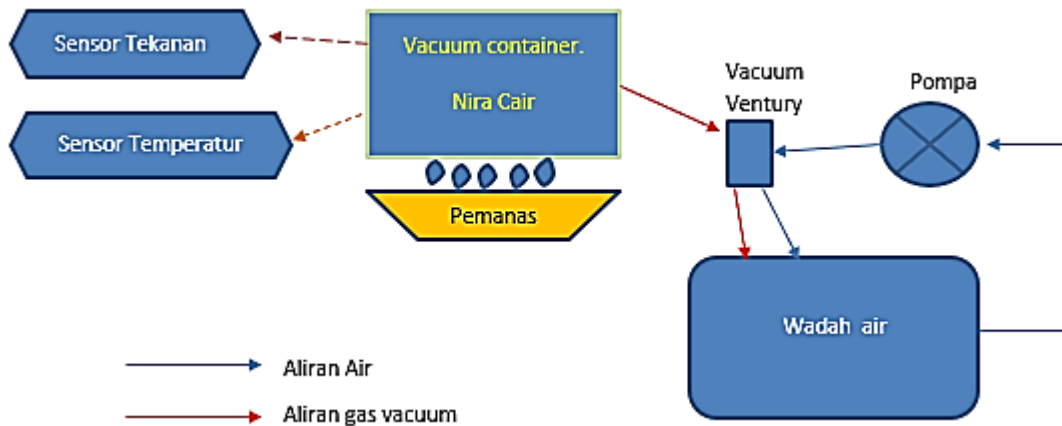 Sensor Tekanan
Vacuum container.
Nira Cair
Sensor Temperatur
Pemanas
Vacuum
Ventury
Pompa
Wadah air
Aliran Air
Aliran gas vacuum